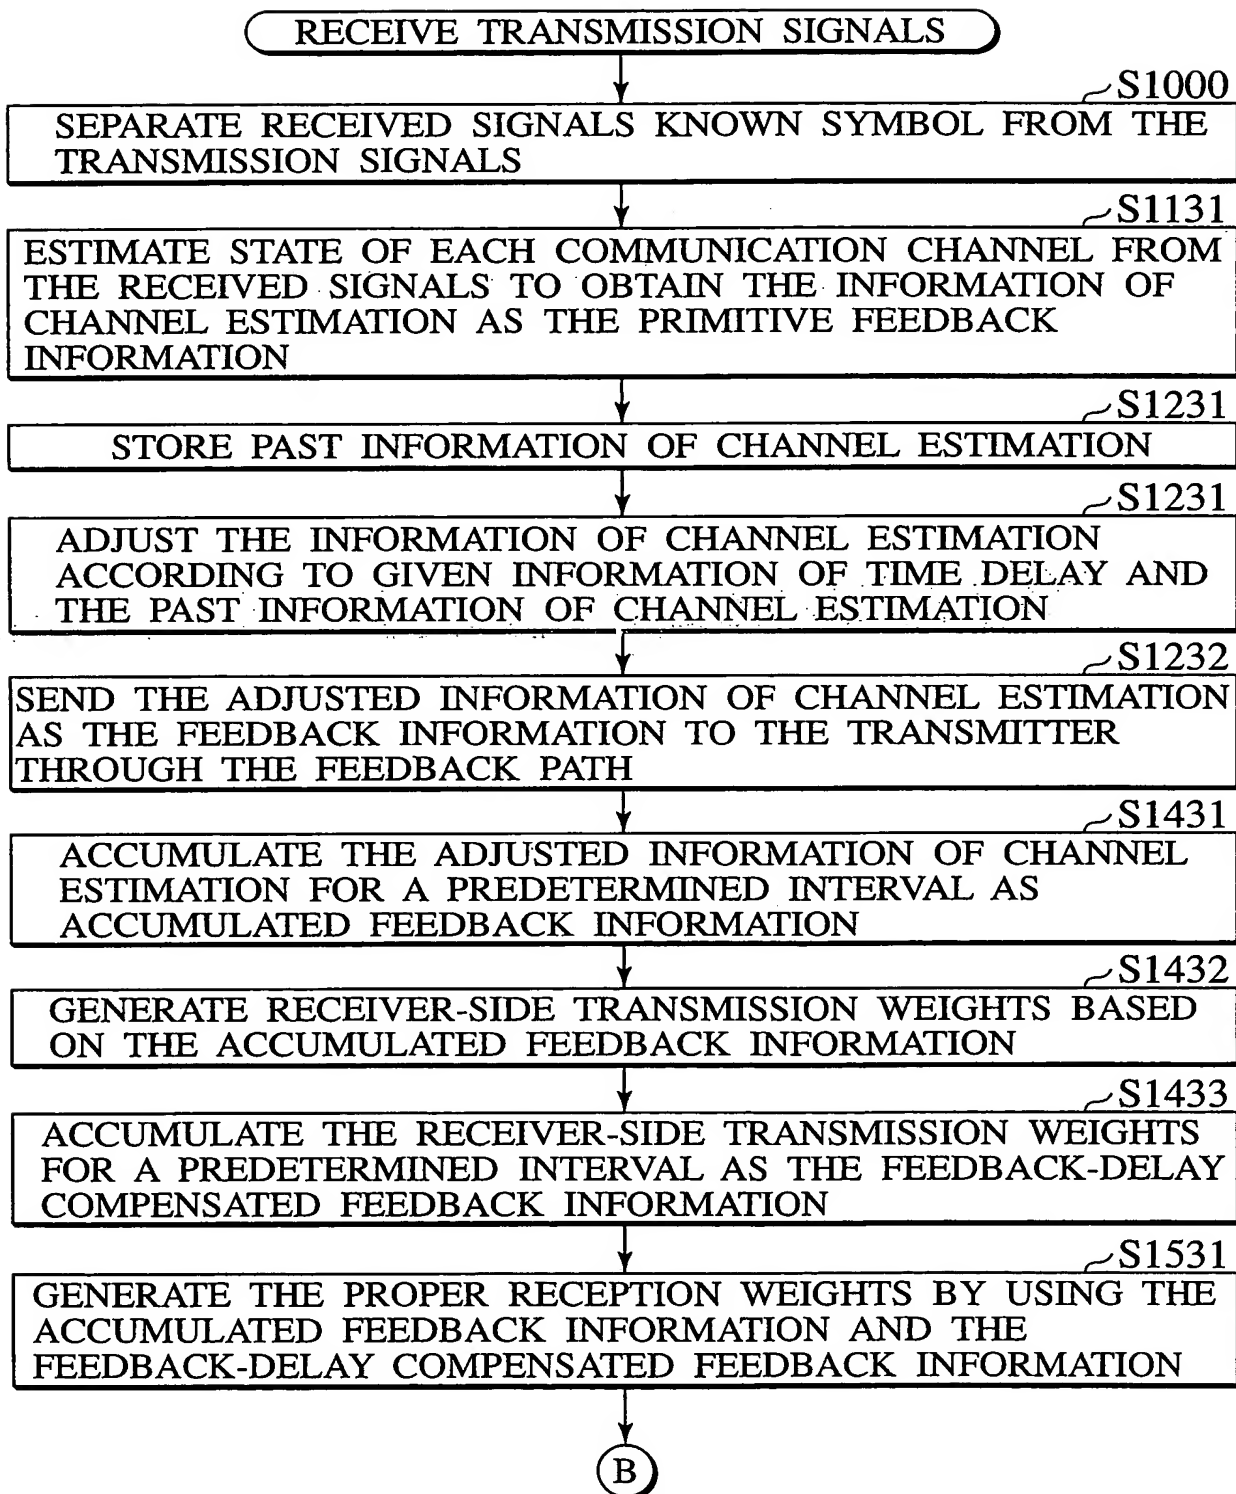 RECEIVE TRANSMISSION SIGNALS
S1000
SEPARATE RECEIVED SIGNALS KNOWN SYMBOL FROM THE
TRANSMISSION SIGNALS
S1131
ESTIMATE STATE OF EACH COMMUNICATION CHANNEL FROM
THE RECEIVED SIGNALS TO OBTAIN THE INFORMATION OF
CHANNEL ESTIMATION AS THE PRIMITIVE FEEDBACK
INFORMATION
S1231
STORE PAST INFORMATION OF CHANNEL ESTIMATION
S1231
ADJUST THE INFORMATION OF CHANNEL ESTIMATION
ACCORDING TO GIVEN INFORMATION OF TIME DELAY AND
THE PAST INFORMATION OF CHANNEL ESTIMATION
S1232
SEND THE ADJUSTED INFORMATION OF CHANNEL ESTIMATION
AS THE FEEDBACK INFORMATION TO THE TRANSMITTER
THROUGH THE FEEDBACK PATH
S1431
ACCUMULATE THE ADJUSTED INFORMATION OF CHANNEL
ESTIMATION FOR A PREDETERMINED INTERVAL AS
ACCUMULATED FEEDBACK INFORMATION
S1432
GENERATE RECEIVER-SIDE TRANSMISSION WEIGHTS BASED
ON THE ACCUMULATED FEEDBACK INFORMATION
S1433
ACCUMULATE THE RECEIVER-SIDE TRANSMISSION WEIGHTS
FOR A PREDETERMINED INTERVAL AS THE FEEDBACK-DELAY
COMPENSATED FEEDBACK INFORMATION
S1531
GENERATE THE PROPER RECEPTION WEIGHTS BY USING THE
ACCUMULATED FEEDBACK INFORMATION AND THE
FEEDBACK-DELAY COMPENSATED FEEDBACK INFORMATION
B